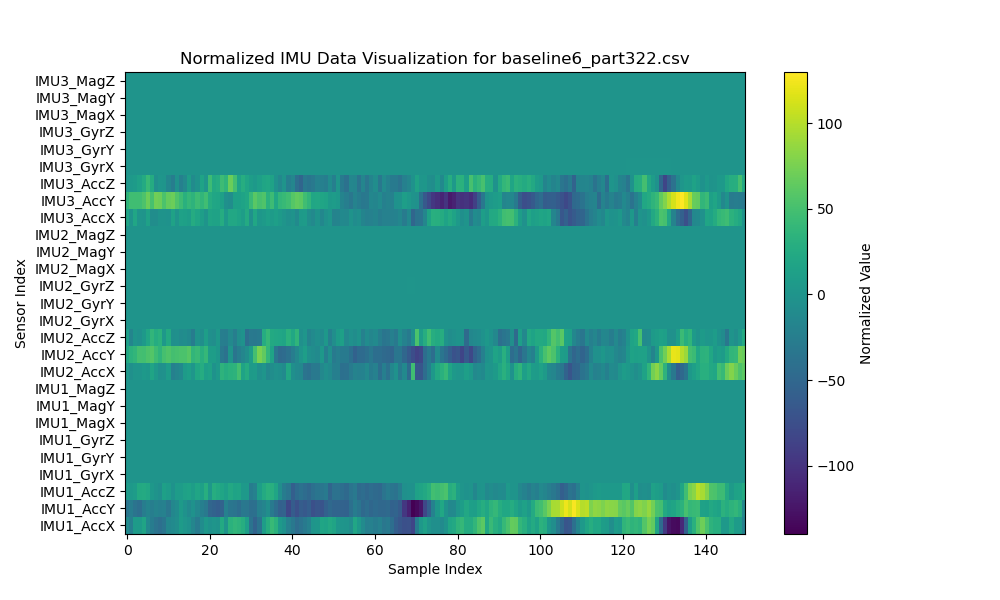 Normalized IMU Data Visualization for baseline6_part322.csv
IMU3_MagZ
IMU3_MagY
IMU3_MagX
IMU3_GyrZ
IMU3_GyrY
IMU3_GyrX
IMU3_AccZ
IMU3_AccY
IMU3_AccX
IMU2_MagZ
IMU2_MagY
IMU2_MagX
IMU2_GyrZ
IMU2_GyrY
IMU2_GyrX
IMU2_AccZ
IMU2_AccY
IMU2_AccX
IMU1_MagZ
IMU1_MagY
IMU1_MagX
IMU1_GyrZ
IMU1_GyrY
IMU1_GyrX
IMU1_AccZ
IMU1_AccY
IMU1_AccX
Sensor Index
0 20 40 60 80 100 120 140
Sample Index
100
50
0
−50
−100
Normalized Value